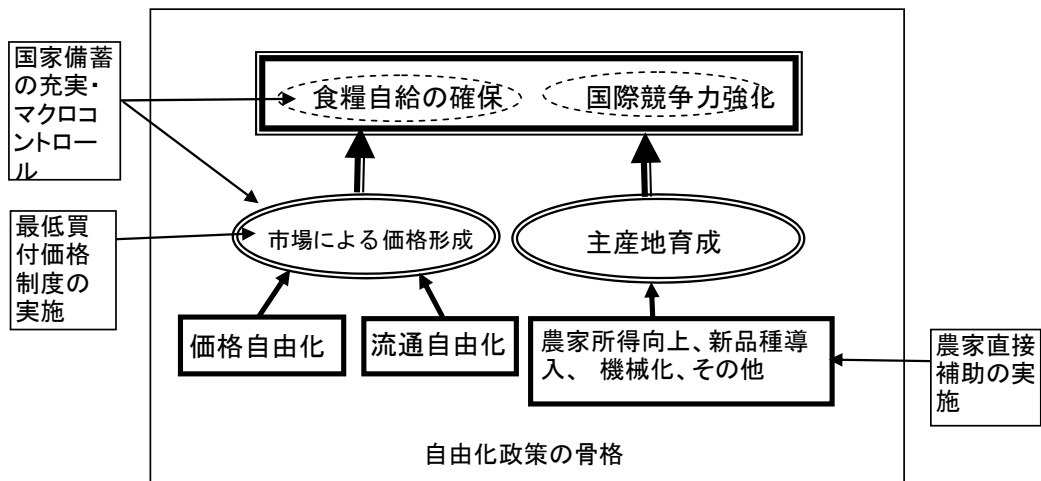 国家備蓄
の充実・
マクロコ
ントロー
ル
食糧自給の確保
国際競争力強化
最低買
付価格
制度の
実施
市場による価格形成
主産地育成
価格自由化
流通自由化
農家所得向上、新品種導
入、 機械化、その他
農家直接
補助の実
施
自由化政策の骨格